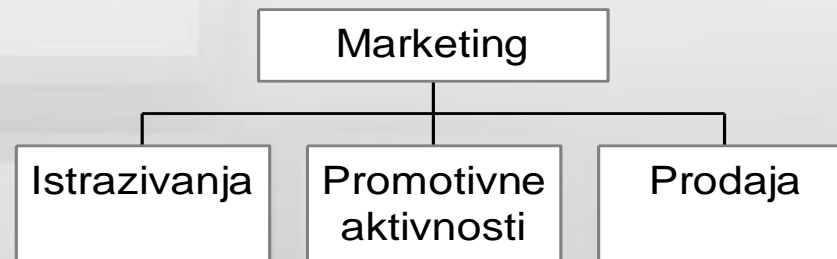 Marketing
Istrazivanja
Promotivne
aktivnosti
Prodaja